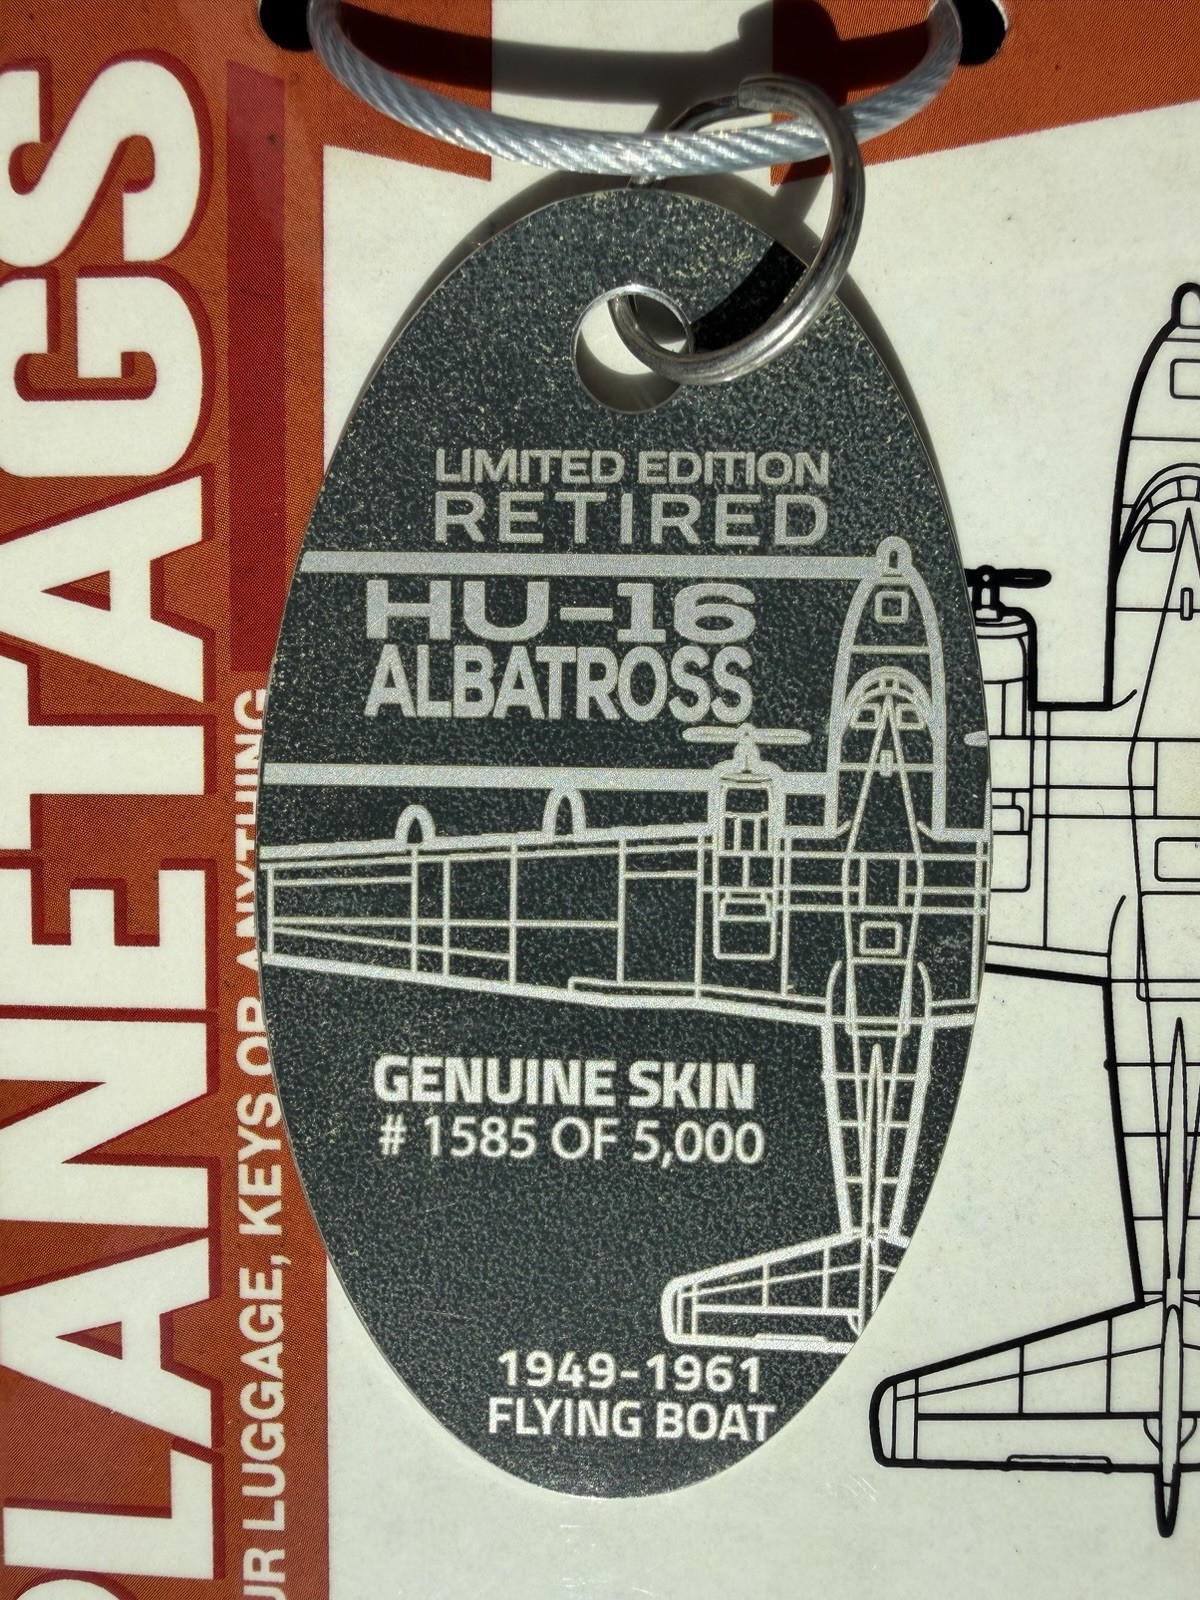 LIMITED EDITION
RETIRED
HU-16
ALBATROSS
GENUINE SKIN
# 1585 OF 5,000
1949-1961
FLYING BOAT
PLANETAGS
UR LUGGAGE, KEYS OR ANYTHING